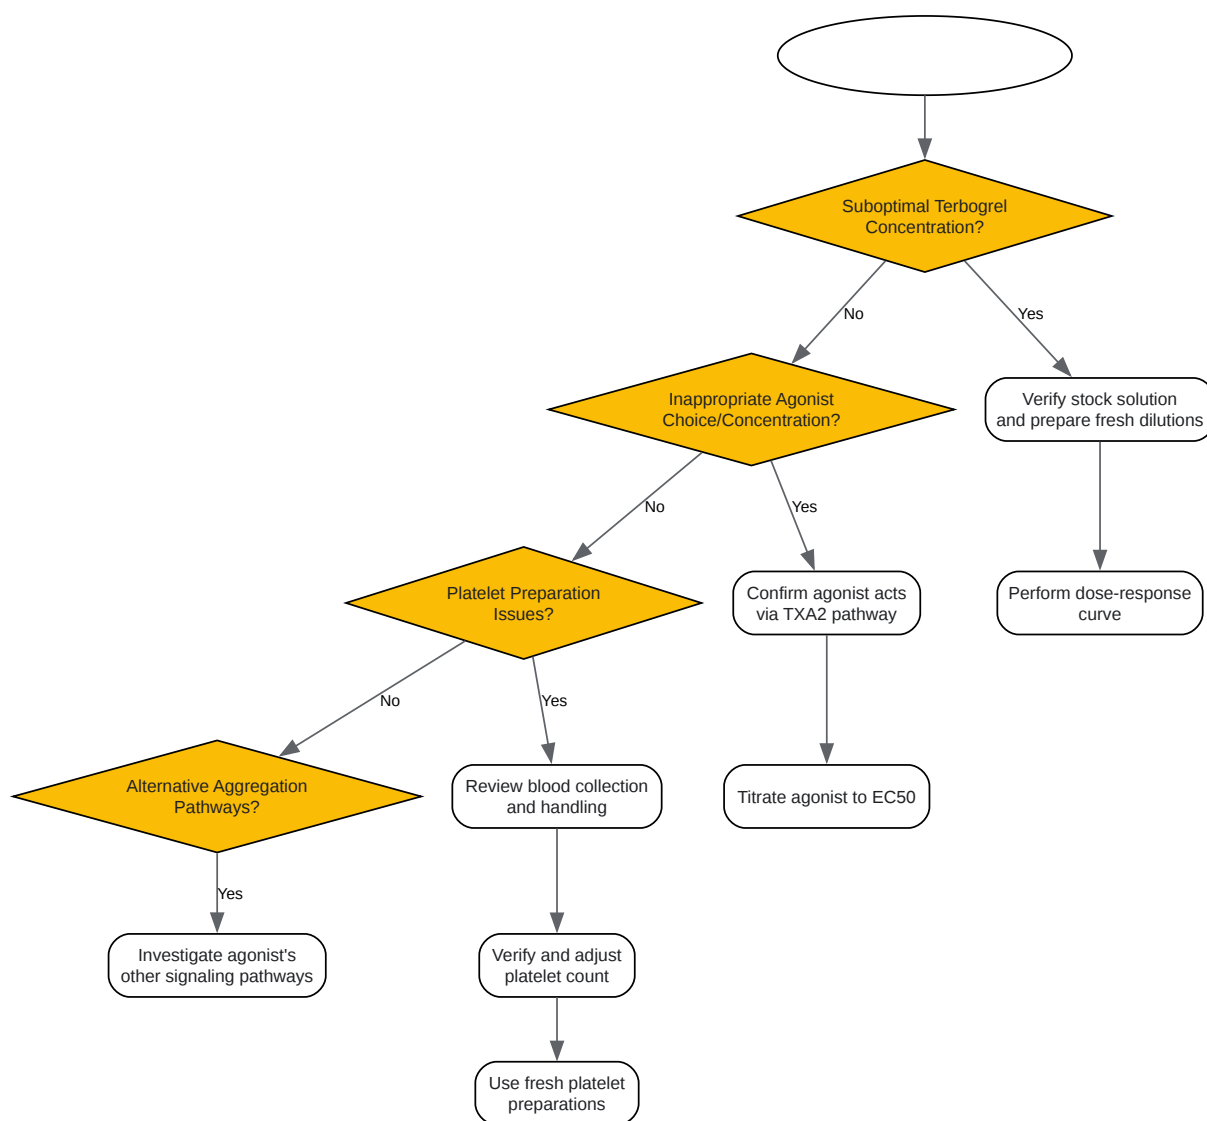 Suboptimal Terbogrel
Concentration?
No
Yes
Inappropriate Agonist
Choice/Concentration?
Verify stock solution
and prepare fresh dilutions
No
Yes
Platelet Preparation
Issues?
Confirm agonist acts
via TXA2 pathway
Perform dose-response
curve
No
Yes
Alternative Aggregation
Pathways?
Review blood collection
and handling
Titrate agonist to EC50
Yes
Investigate agonist's
other signaling pathways
Verify and adjust
platelet count
Use fresh platelet
preparations